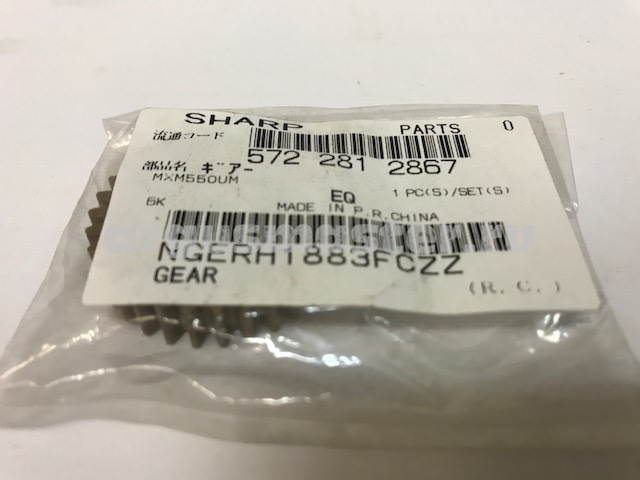 SHARP PARTS 0
流通コード 572 281 2867
部品名 ギアー
MXM550UM
EQ 1 PC(S)/SET(S)
6K MADE IN P.R.CHINA
NGERH1883FCZZ
GEAR (R.C.)